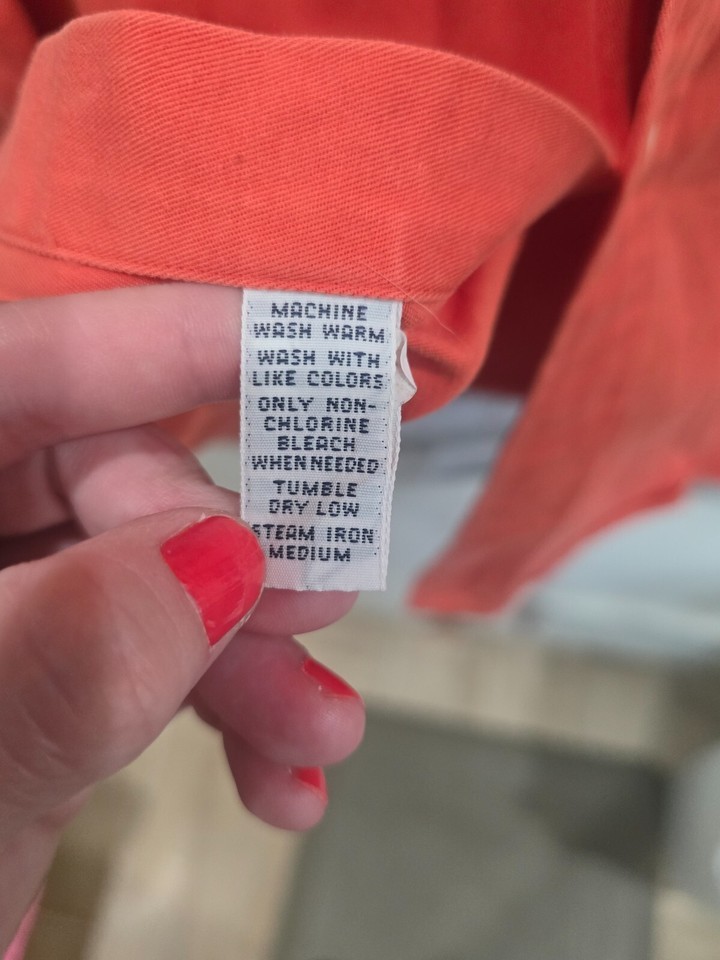 MACHINE
WASH WARM
WASH WITH
LIKE COLORS
ONLY NON-
CHLORINE
BLEACH
WHEN NEEDED
TUMBLE
DRY LOW
STEAM IRON
MEDIUM